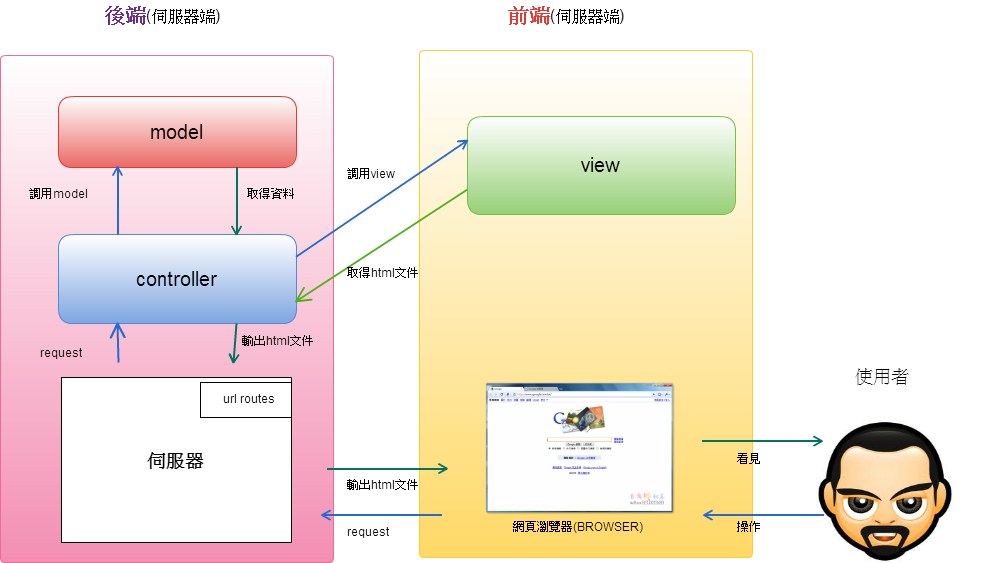 後端(伺服器端)
前端(伺服器端)
model
調用model
取得資料
調用view
view
controller
取得html文件
輸出html文件
request
url routes
伺服器
輸出html文件
request
Google
網頁瀏覽器(BROWSER)
使用者
看見
操作